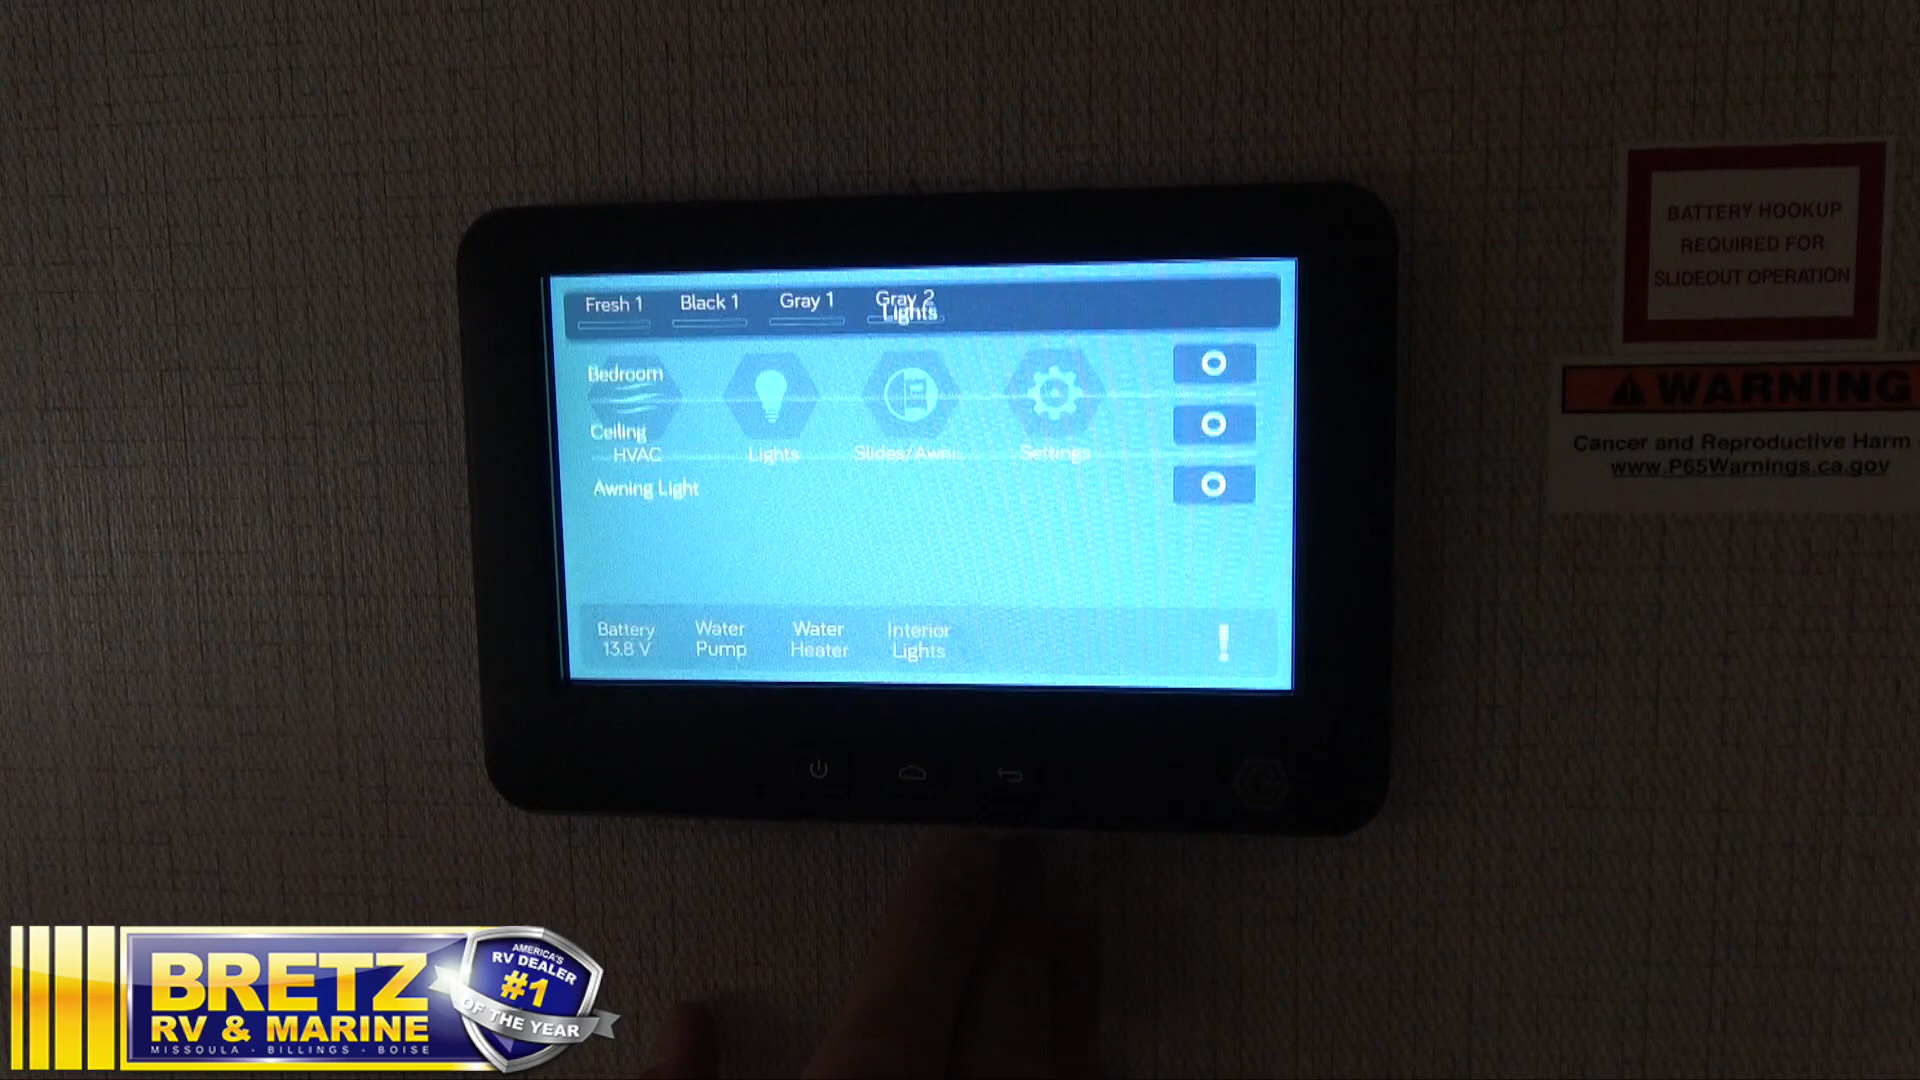 Fresh 1 Black 1 Gray 1 Gray 2
Lights
Bedroom
Ceiling
HVAC Lights Slides/Awni...
Settings
Awning Light
Battery
13.8 V
Water
Pump
Water
Heater
Interior
Lights
!
BATTERY HOOKUP
REQUIRED FOR
SLIDEOUT OPERATION
WARNING
Cancer and Reproductive Harm -
www.P65Warnings.ca.gov
BRETZ
RV & MARINE
MISSOULA - BILLINGS - BOISE
AMERICA'S
RV DEALER
#1
OF THE YEAR